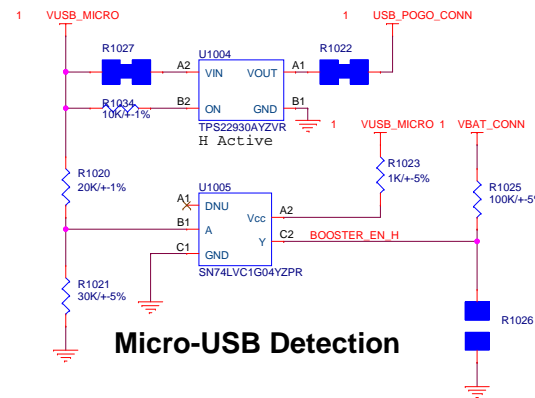 1 VUSB_MICRO 1 USB_POGO_CONN
R1027 U1004 R1022
A2 VIN VOUT A1
R1034 B2 ON GND B1
10K/+-1% TPS22930AYZVR
H Active 1 VUSB_MICRO 1 VBAT_CONN
R1020 R1023
20K/+-1% 1K/+-5%
U1005 R1025
A1 DNU 100K/+-5%
Vcc A2
B1 A
Y C2 BOOSTER_EN_H
C1 GND
SN74LVC1G04YZPR
R1021
30K/+-5%
R1026
Micro-USB Detection